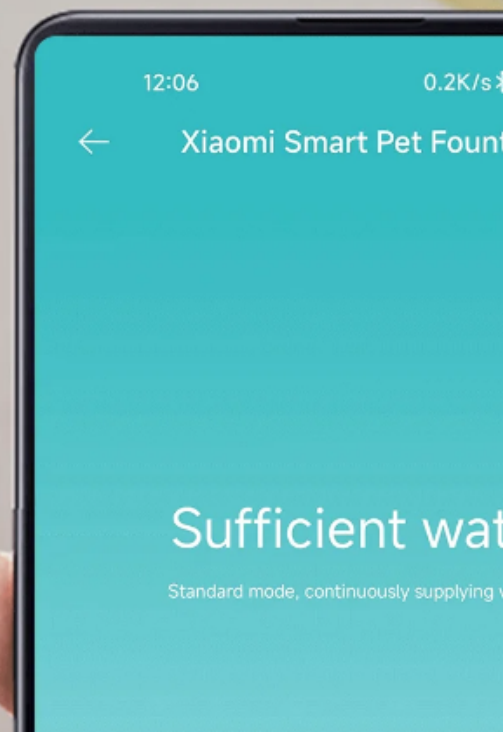 12:06 0.2K/s
Xiaomi Smart Pet Fount
Sufficient wat
Standard mode, continuously supplying